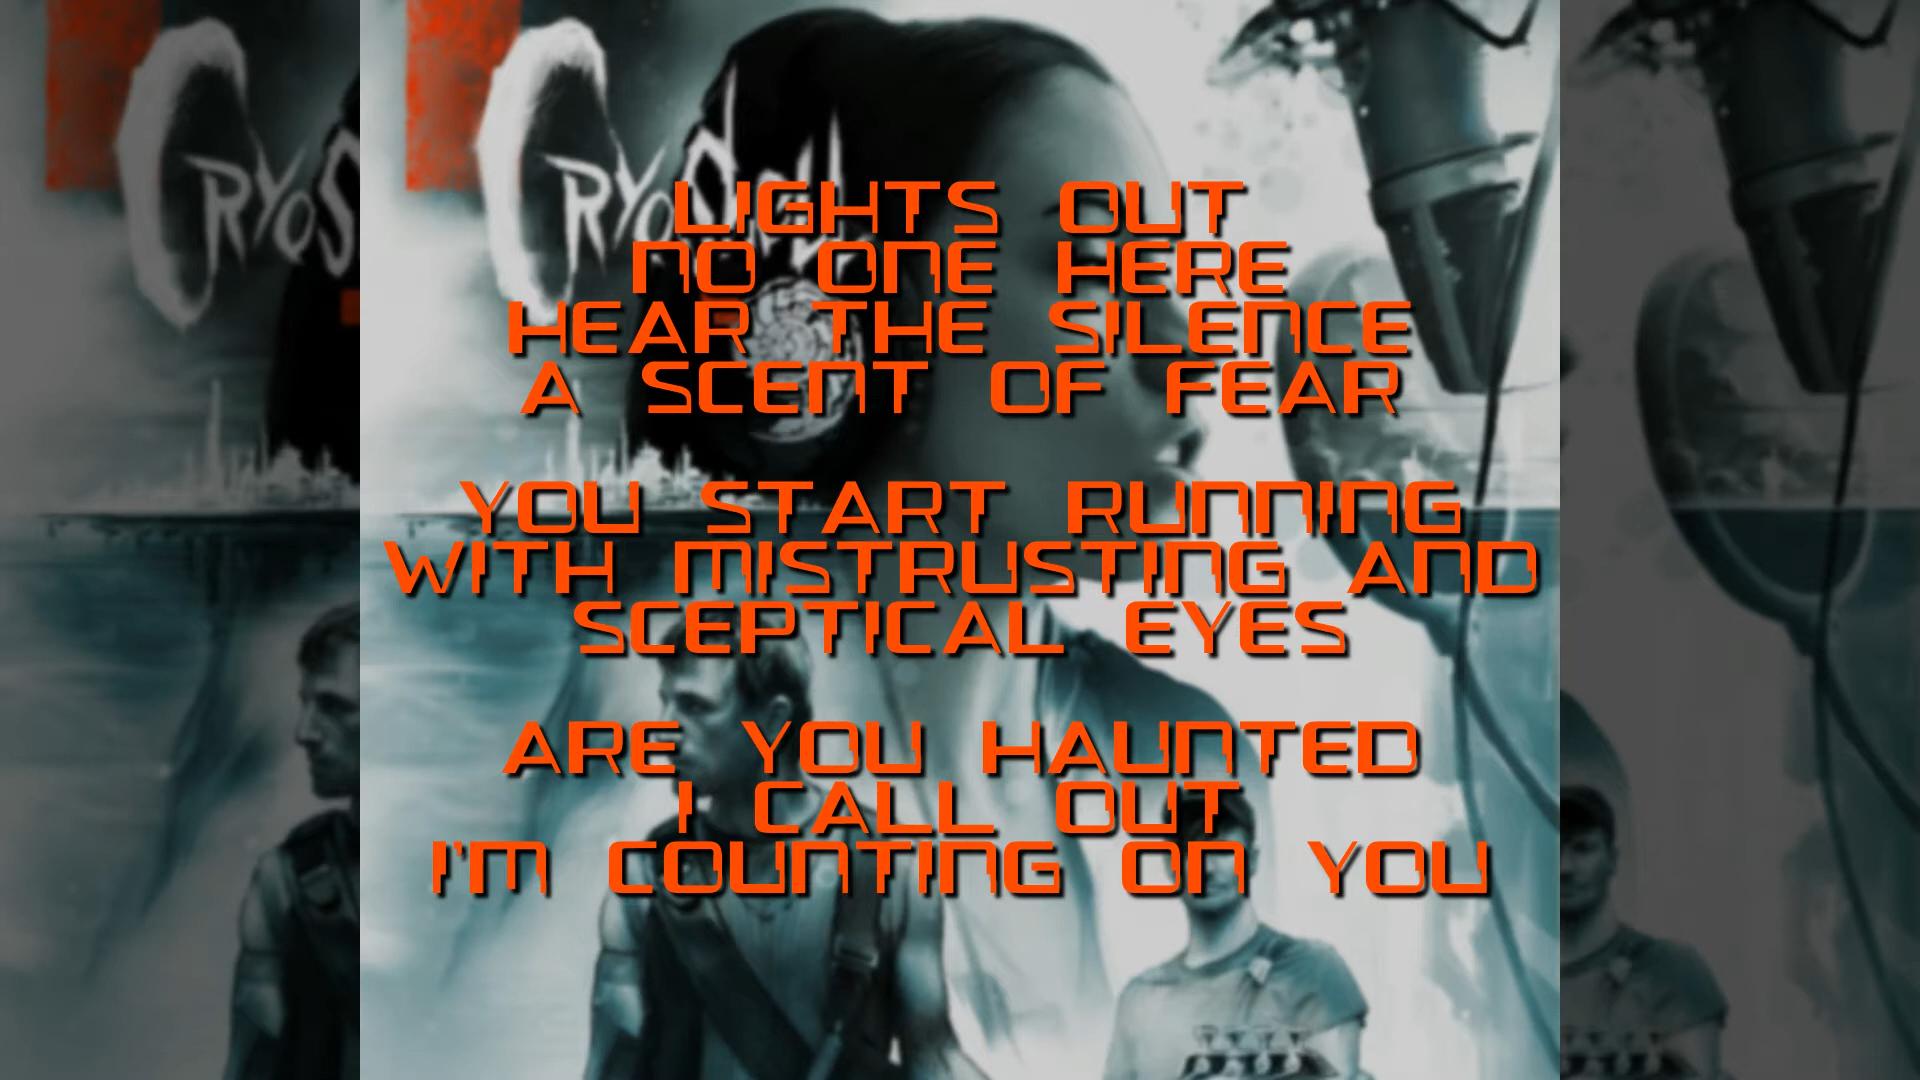 LIGHTS OUT
NO ONE HERE
HEAR THE SILENCE
A SCENT OF FEAR
YOU START RUNNING
WITH MISTRUSTING AND
SCEPTICAL EYES
ARE YOU HAUNTED
I CALL OUT
I'M COUNTING ON YOU